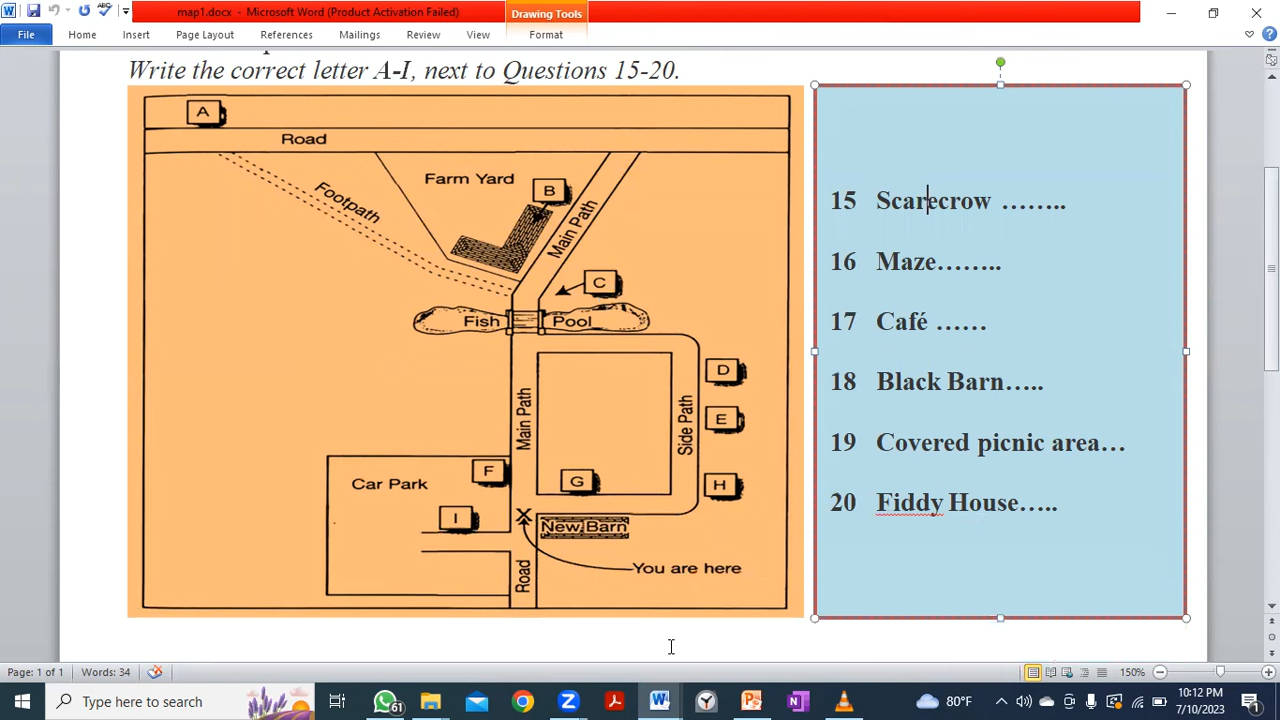 map1.docx - Microsoft Word (Product Activation Failed)
Drawing Tools
File Home Insert Page Layout References Mailings Review View Format
Write the correct letter A-I, next to Questions 15-20.
A
Road
Farm Yard
B
Footpath
Main Path
C
Fish Pool
D
Main Path
Side Path
E
F
Car Park
G
H
I
X
New Barn
You are here
Road
15 Scarecrow ……..
16 Maze……..
17 Café ……
18 Black Barn…..
19 Covered picnic area…
20 Fiddy House…..
Page: 1 of 1 Words: 34 150%
Type here to search
61
80°F
10:12 PM
7/10/2023
1